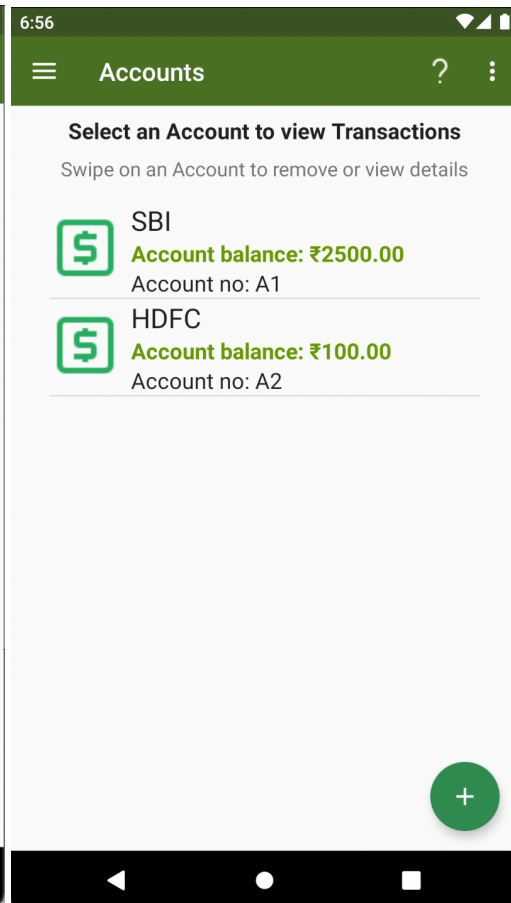 6:56
Accounts ?
Select an Account to view Transactions
Swipe on an Account to remove or view details
SBI
Account balance: ₹2500.00
Account no: A1
HDFC
Account balance: ₹100.00
Account no: A2
+